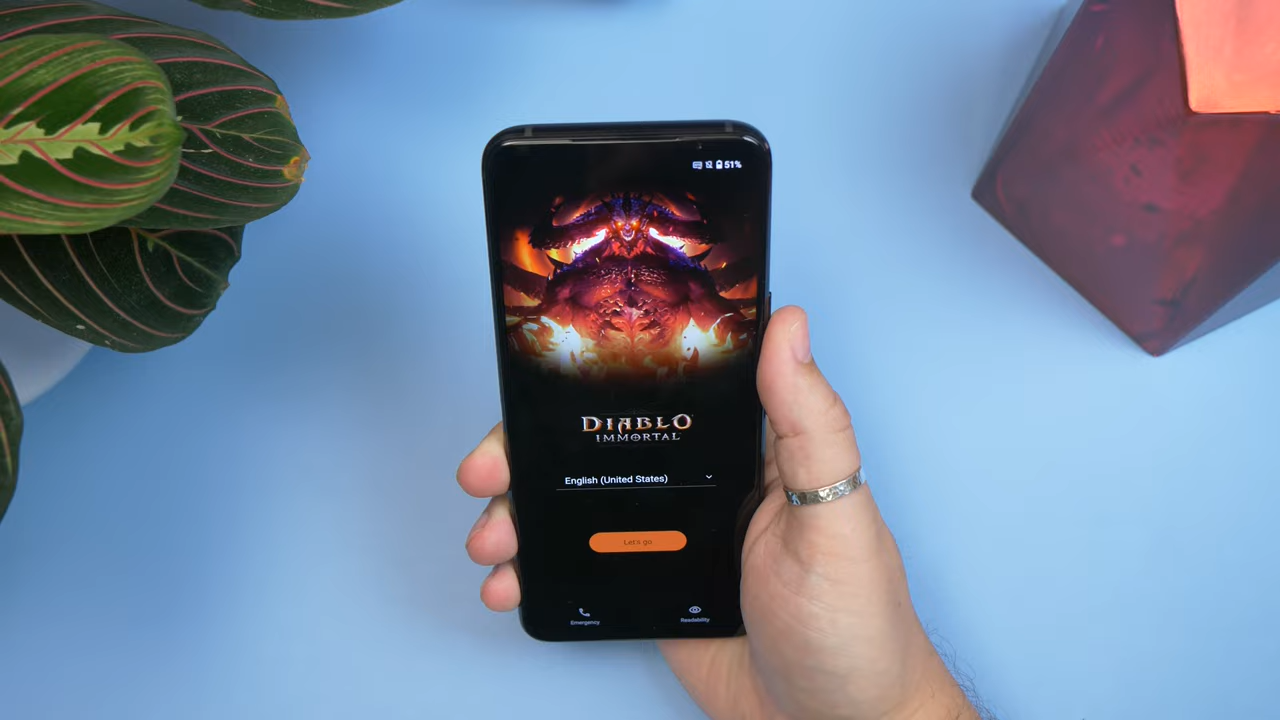 51%
DIABLO
IMMORTAL
English (United States)
Let's go
Emergency
Readability